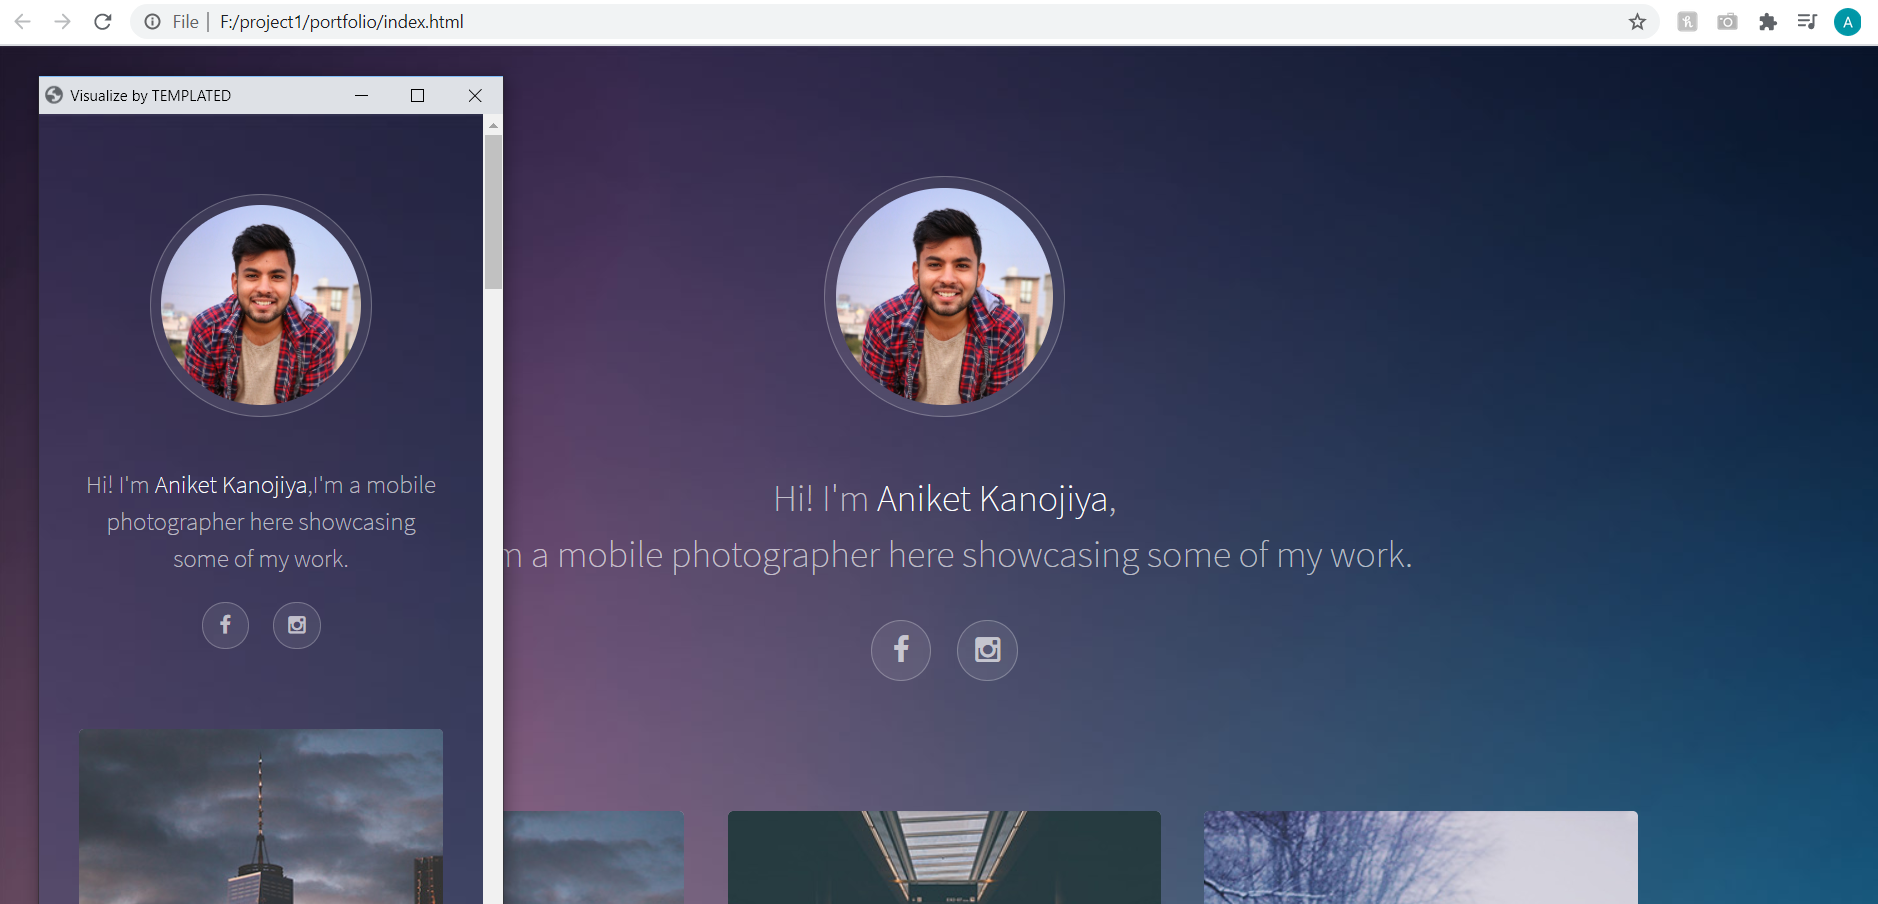 File | F:/project1/portfolio/index.html
A
Visualize by TEMPLATED
Hi! I'm Aniket Kanojiya,I'm a mobile
photographer here showcasing
some of my work.
Hi! I'm Aniket Kanojiya,
m a mobile photographer here showcasing some of my work.